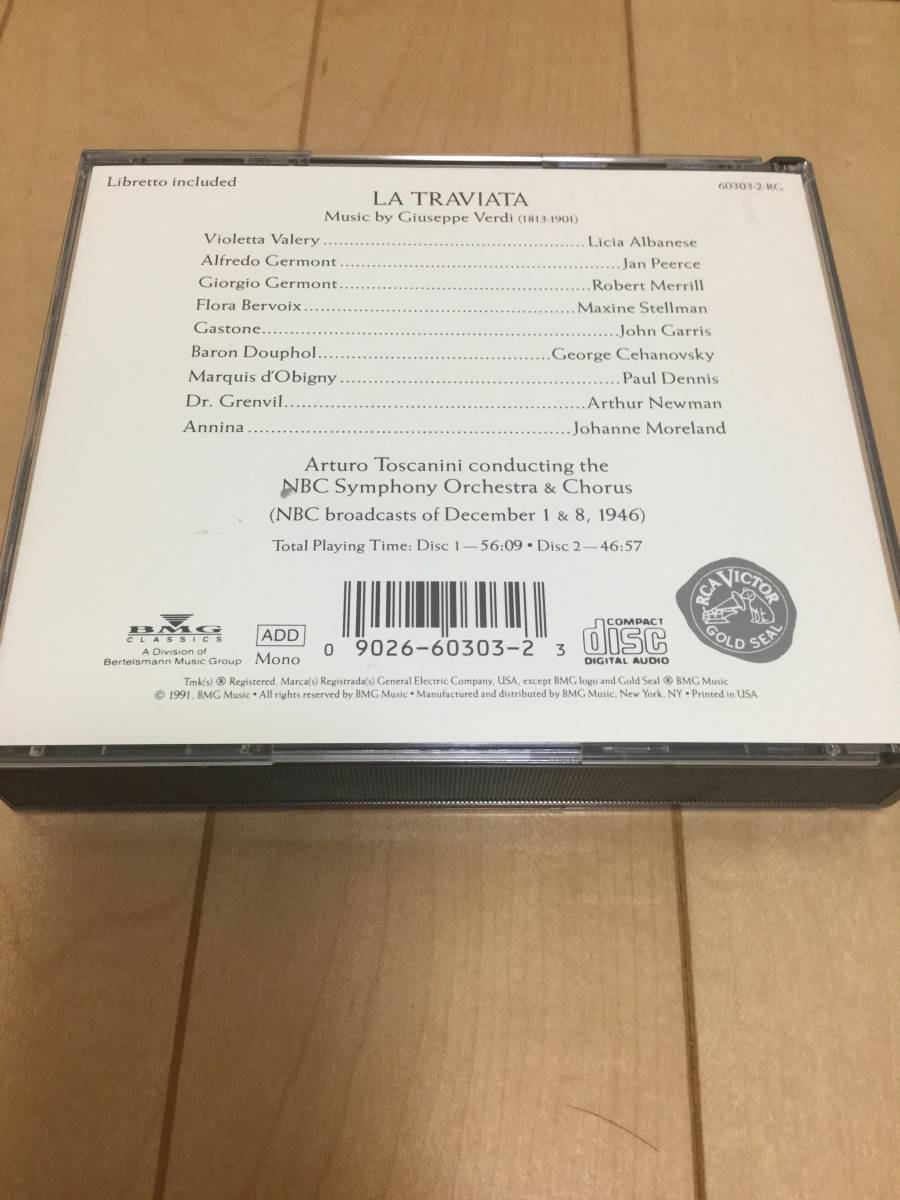 Libretto included
60303-2-RG
LA TRAVIATA
Music by Giuseppe Verdi (1813-1901)
Violetta Valery ........ Licia Albanese
Alfredo Germont ........ Jan Peerce
Giorgio Germont ........ Robert Merrill
Flora Bervoix ........ Maxine Stellman
Gastone ........ John Garris
Baron Douphol ........ George Cehanovsky
Marquis d'Obigny ........ Paul Dennis
Dr. Grenvil ........ Arthur Newman
Annina ........ Johanne Moreland
Arturo Toscanini conducting the
NBC Symphony Orchestra & Chorus
(NBC broadcasts of December 1 & 8, 1946)
Total Playing Time: Disc 1—56:09 • Disc 2—46:57
BMG
CLASSICS
A Division of
Bertelsmann Music Group
ADD
Mono
0 9026-60303-2 3
COMPACT
disc
DIGITAL AUDIO
RCA VICTOR
GOLD SEAL
Tmk(s) ® Registered. Marca(s) Registrada(s) General Electric Company, USA, except BMG logo and Gold Seal ® BMG Music
© 1991, BMG Music • All rights reserved by BMG Music • Manufactured and distributed by BMG Music, New York, NY • Printed in USA